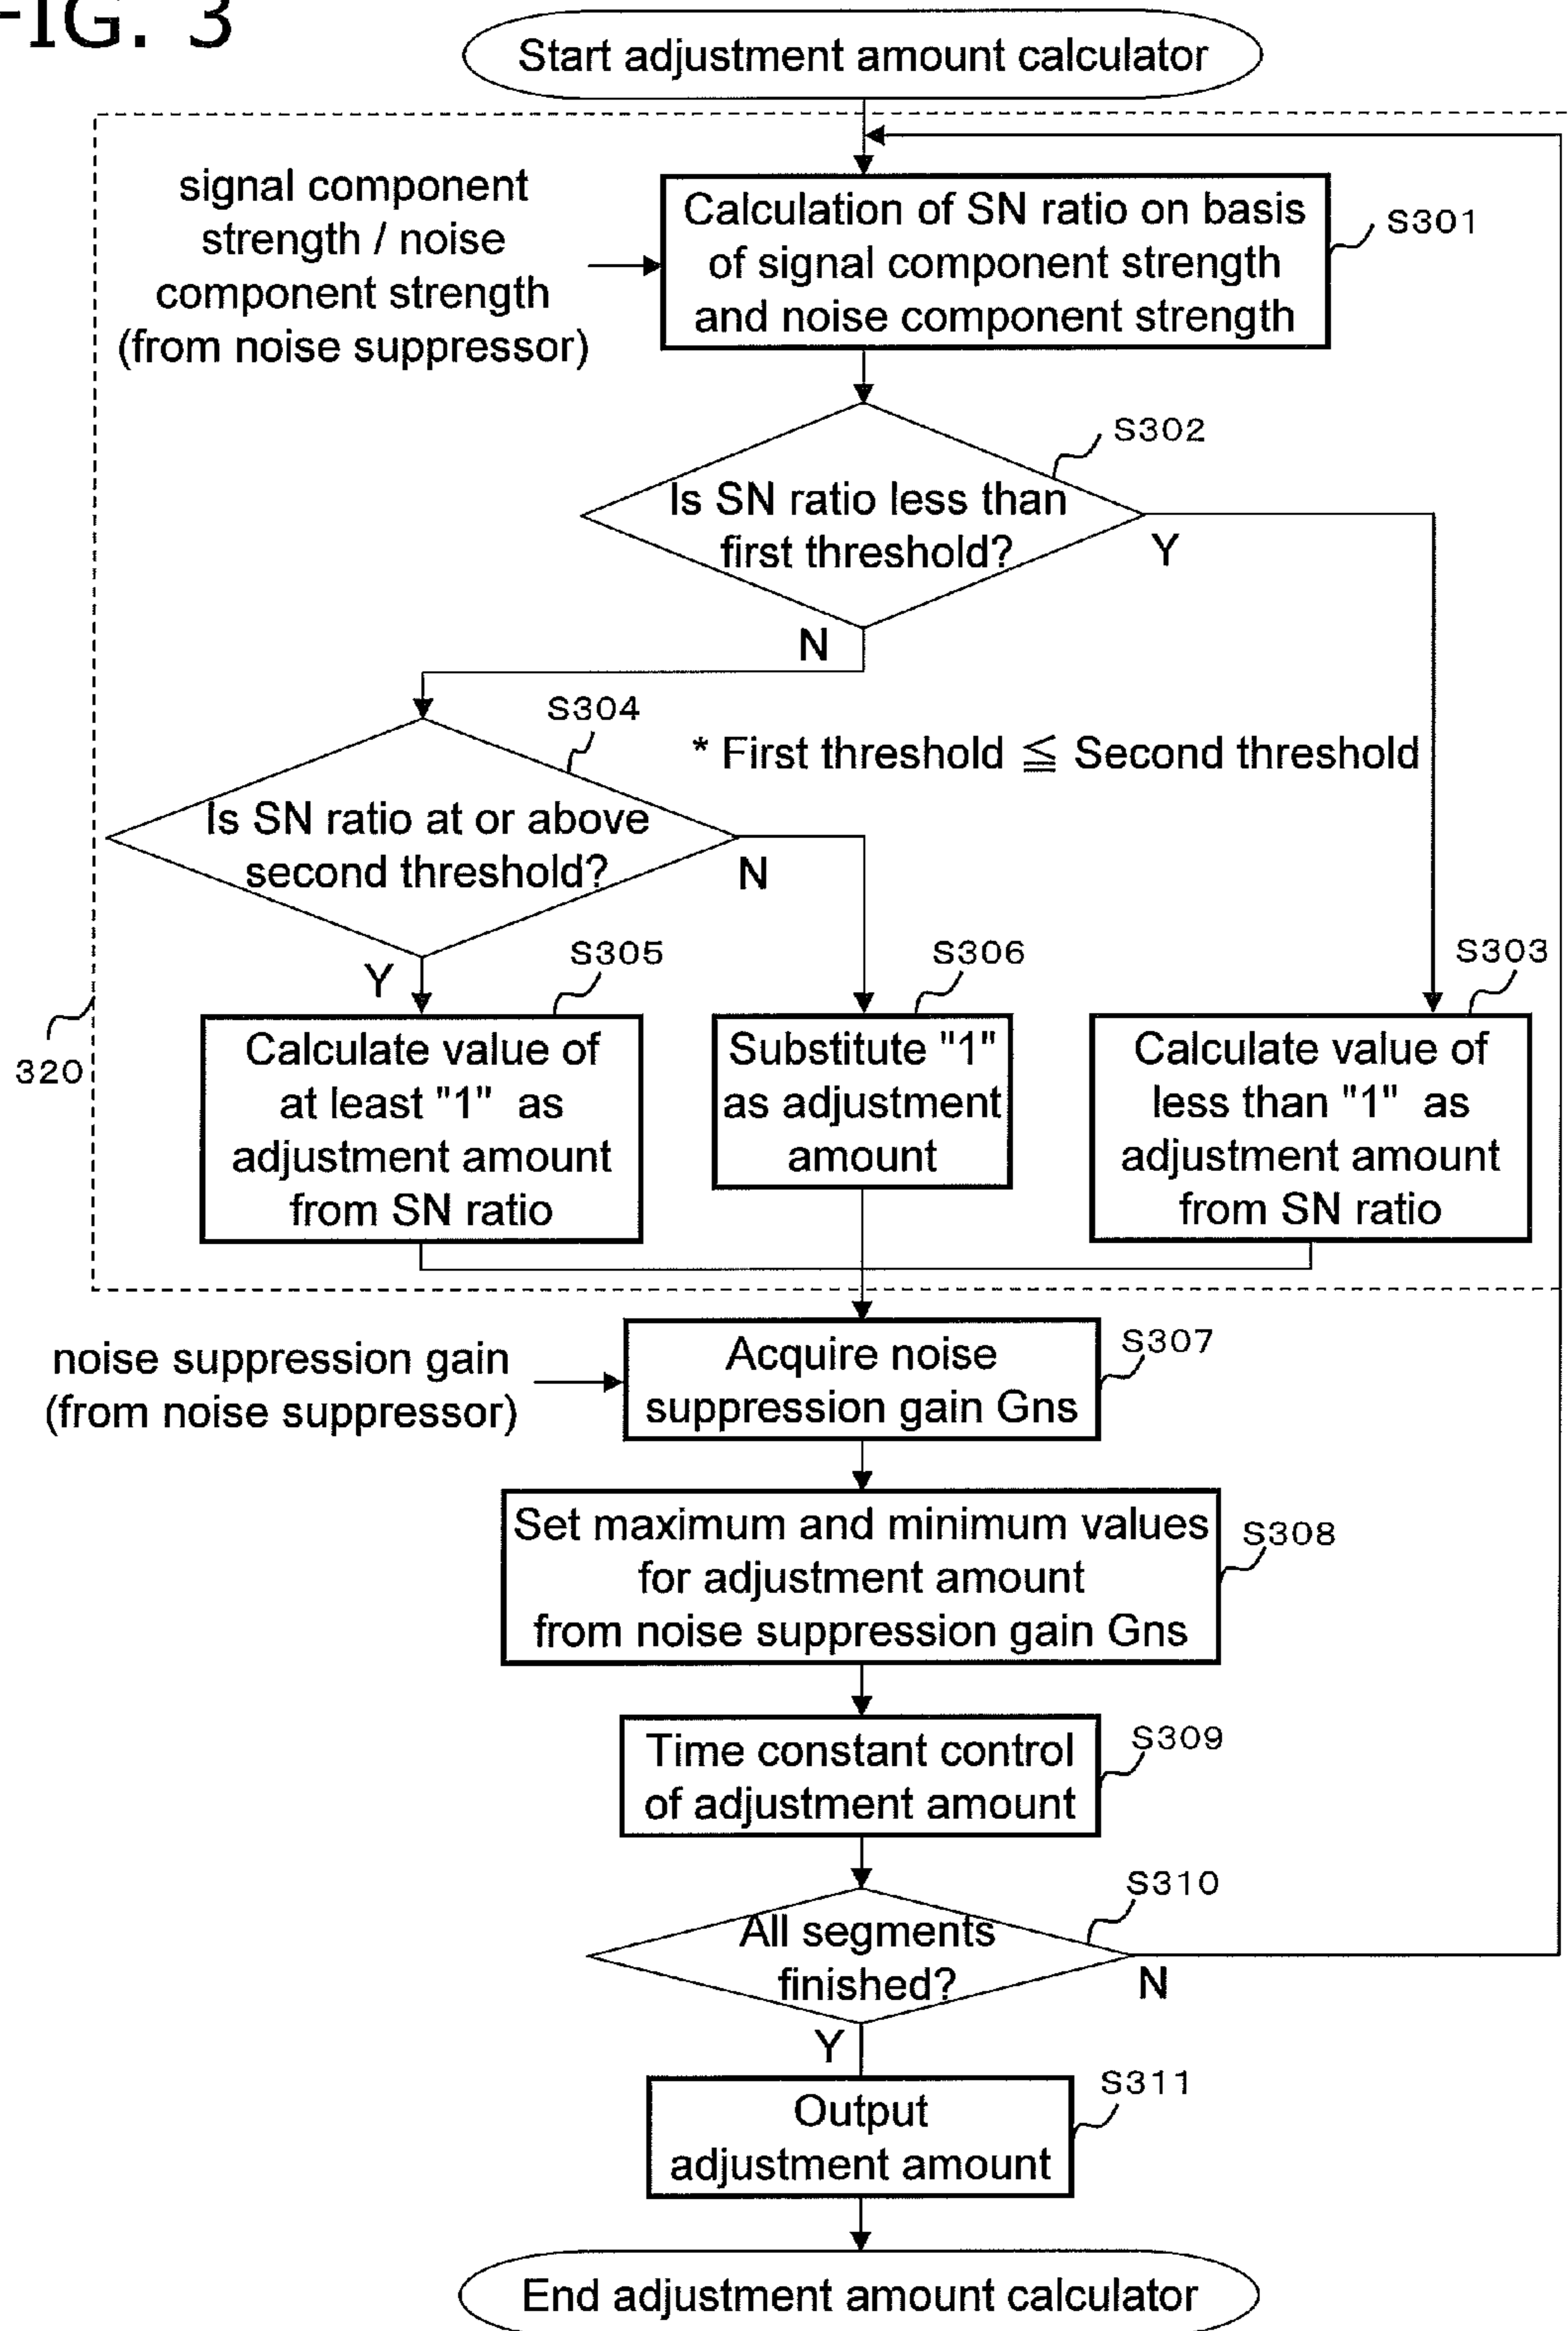 FIG. 3
Start adjustment amount calculator
signal component
strength / noise
component strength
(from noise suppressor)
Calculation of SN ratio on basis
of signal component strength
and noise component strength
S301
S302
Is SN ratio less than
first threshold?
Y
N
S304
* First threshold ≦ Second threshold
Is SN ratio at or above
second threshold?
N
Y
S305
S306
S303
320
Calculate value of
at least "1" as
adjustment amount
from SN ratio
Substitute "1"
as adjustment
amount
Calculate value of
less than "1" as
adjustment amount
from SN ratio
noise suppression gain
(from noise suppressor)
Acquire noise
suppression gain Gns
S307
Set maximum and minimum values
for adjustment amount
from noise suppression gain Gns
S308
Time constant control
of adjustment amount
S309
S310
All segments
finished?
N
Y
S311
Output
adjustment amount
End adjustment amount calculator